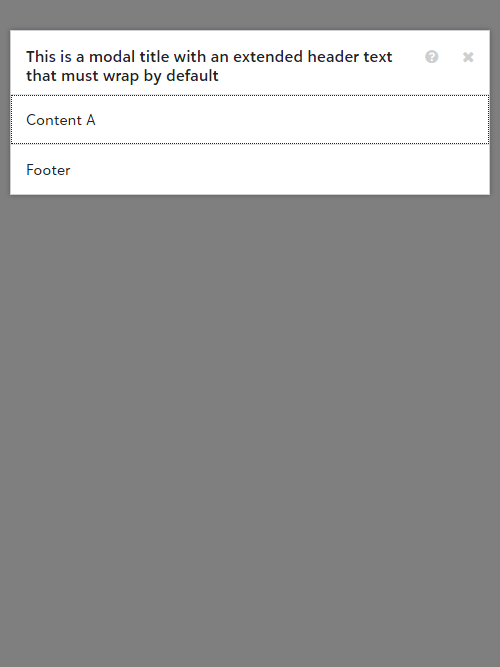 This is a modal title with an extended header text
that must wrap by default
Content A
Footer